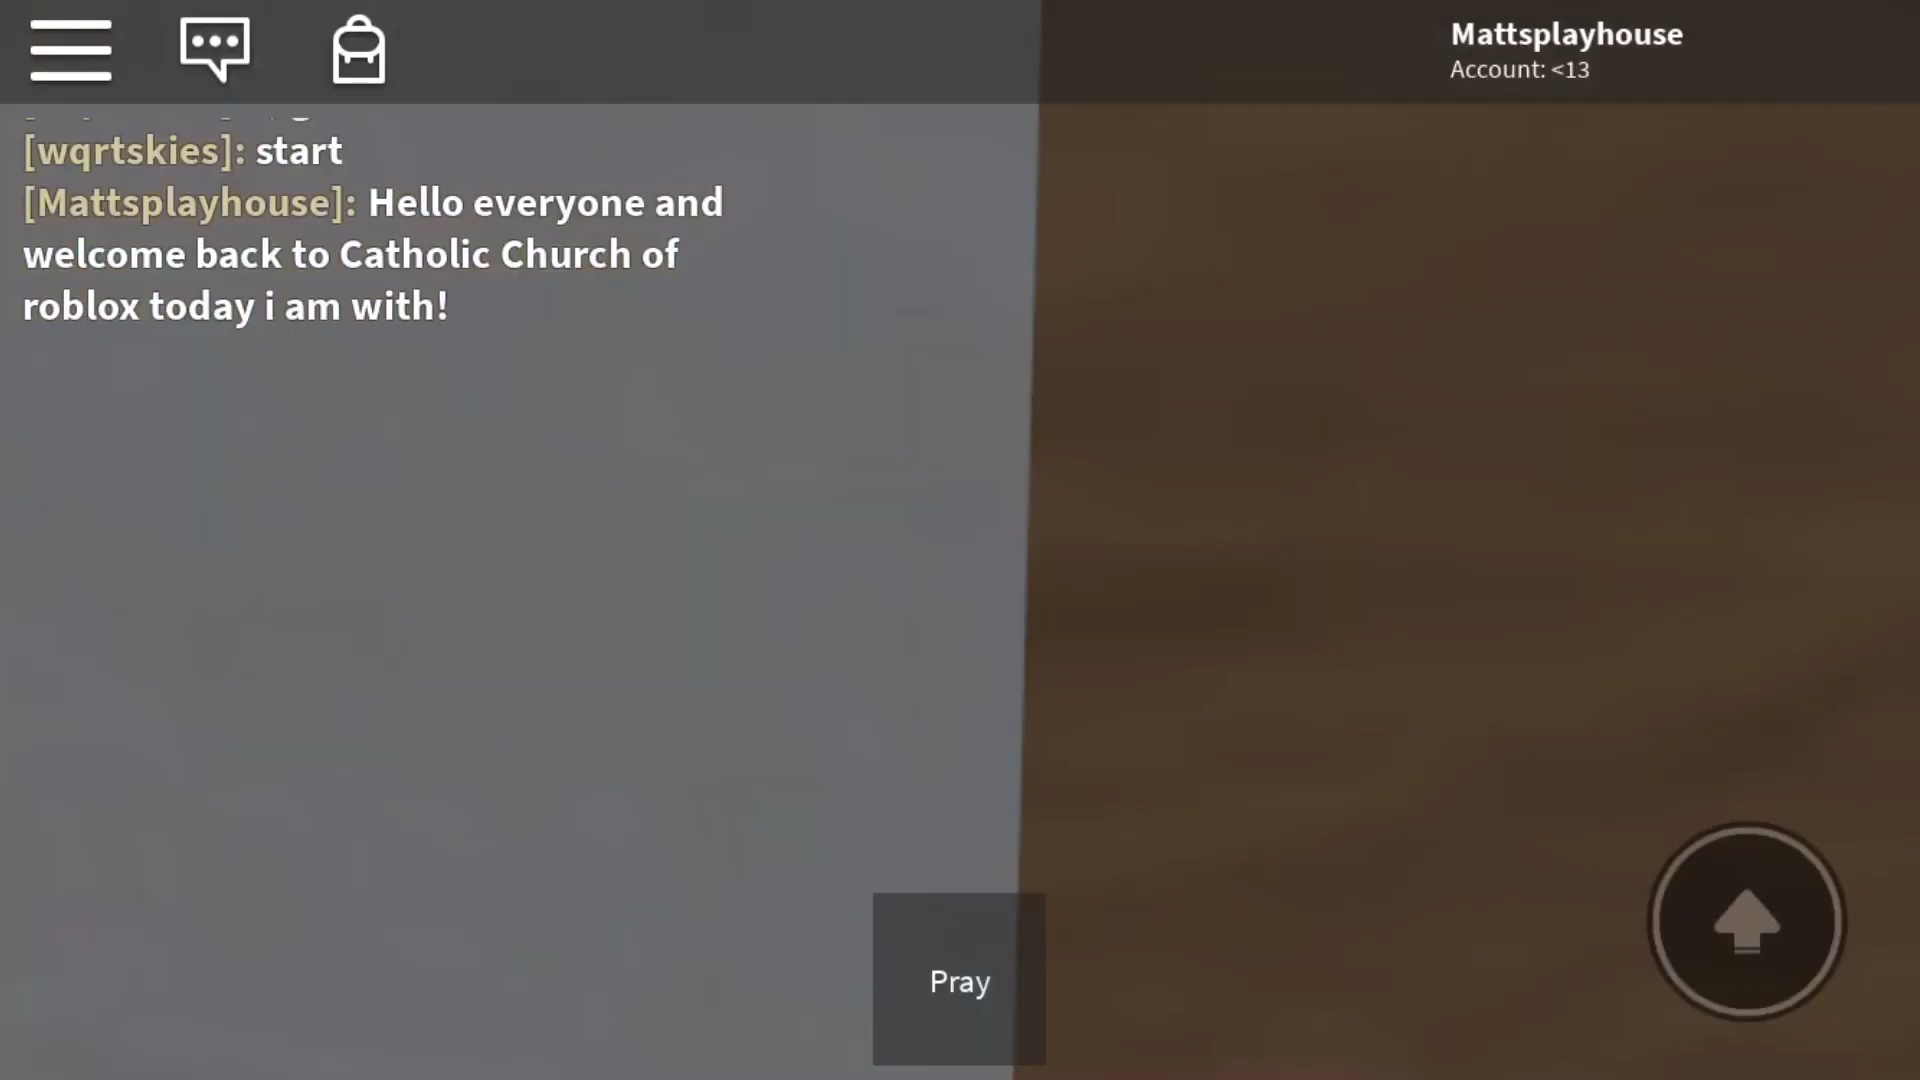 Mattsplayhouse
Account: <13
[wqrtskies]: start
[Mattsplayhouse]: Hello everyone and
welcome back to Catholic Church of
roblox today i am with!
Pray